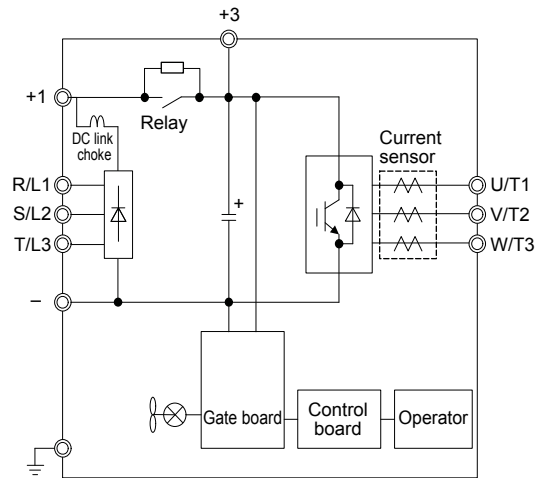 +3
+1
Relay
DC link
choke
Current
sensor
R/L1
S/L2
T/L3
U/T1
V/T2
W/T3
+
–
Gate board
Control
board
Operator